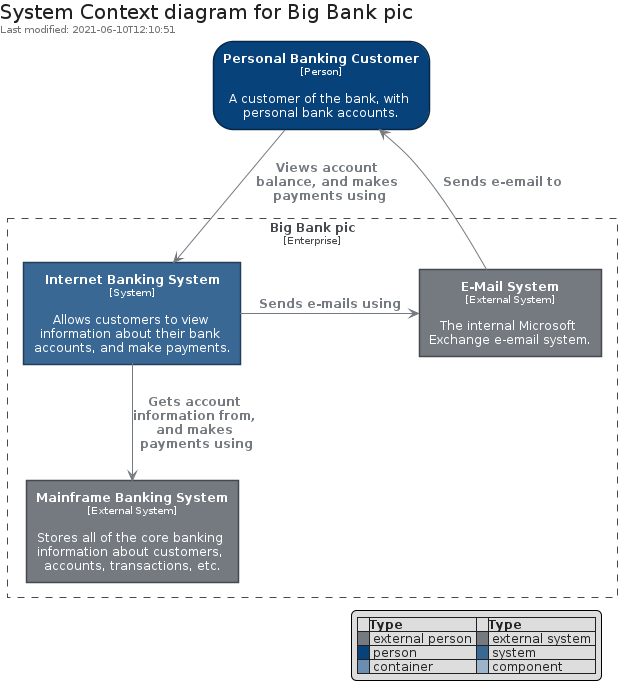 System Context diagram for Big Bank pic
Last modified: 2021-06-10T12:10:51
Personal Banking Customer
[Person]
A customer of the bank, with
personal bank accounts.
Views account
balance, and makes
payments using
Sends e-email to
Big Bank pic
[Enterprise]
Internet Banking System
[System]
Allows customers to view
information about their bank
accounts, and make payments.
Sends e-mails using
E-Mail System
[External System]
The internal Microsoft
Exchange e-email system.
Gets account
information from,
and makes
payments using
Mainframe Banking System
[External System]
Stores all of the core banking
information about customers,
accounts, transactions, etc.
Type Type
external person external system
person system
container component